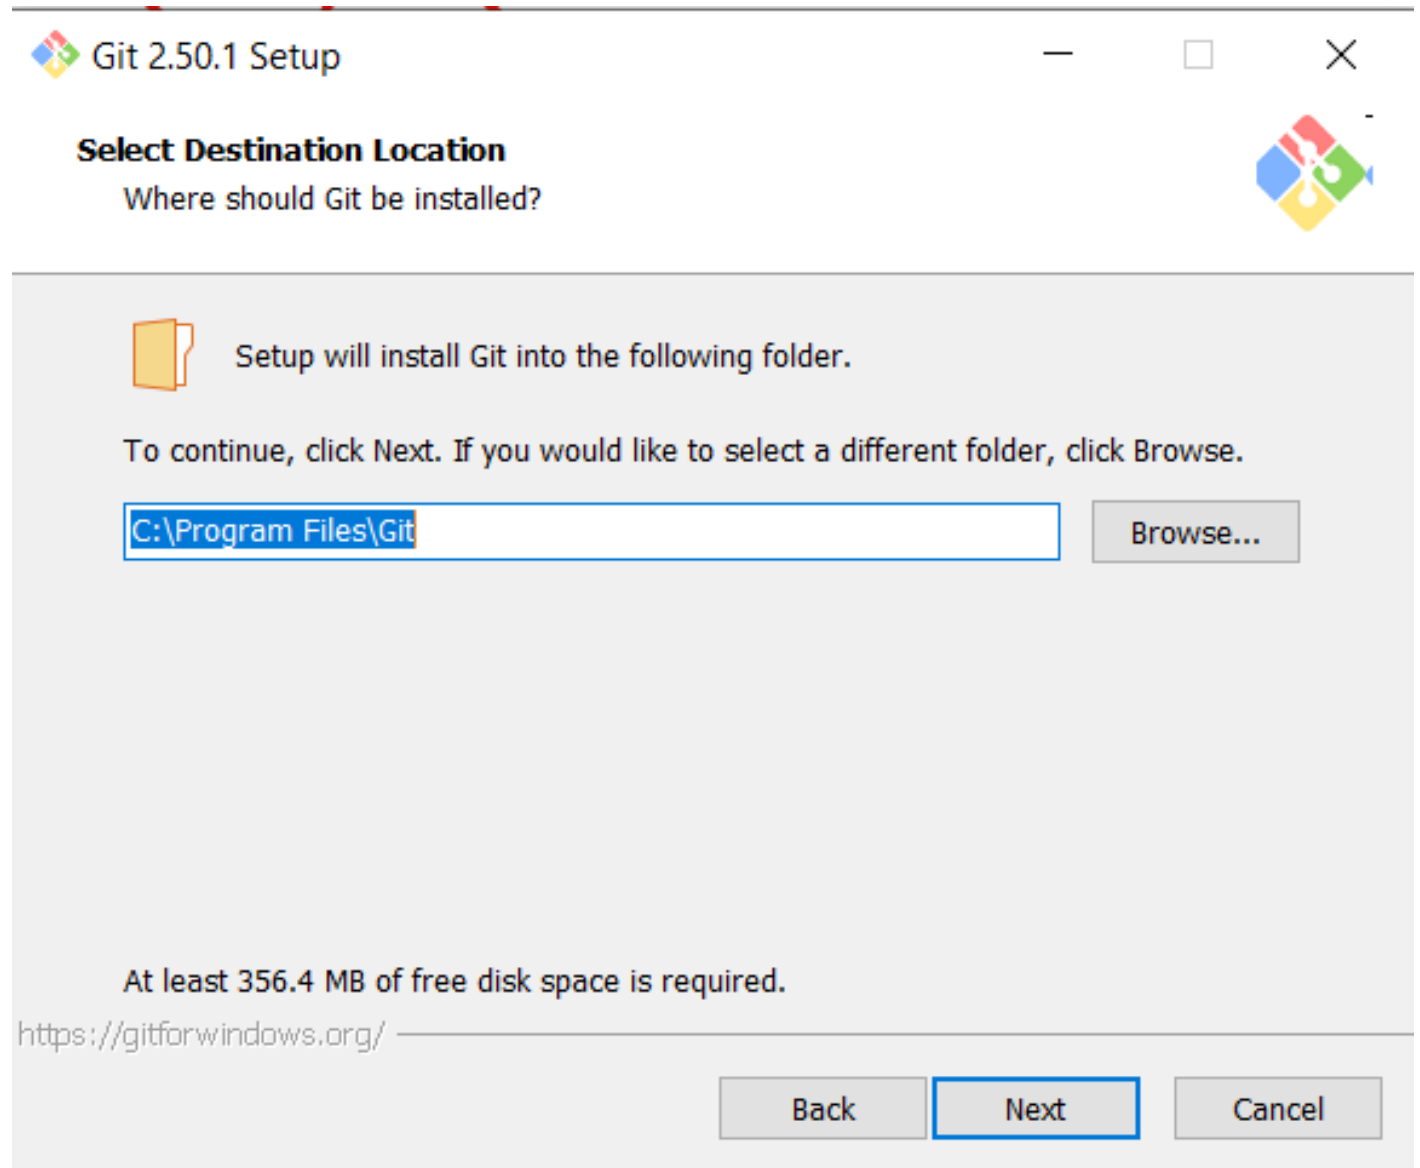 Git 2.50.1 Setup
Select Destination Location
Where should Git be installed?
Setup will install Git into the following folder.
To continue, click Next. If you would like to select a different folder, click Browse.
C:\Program Files\Git
Browse...
At least 356.4 MB of free disk space is required.
https://gitforwindows.org/
Back
Next
Cancel